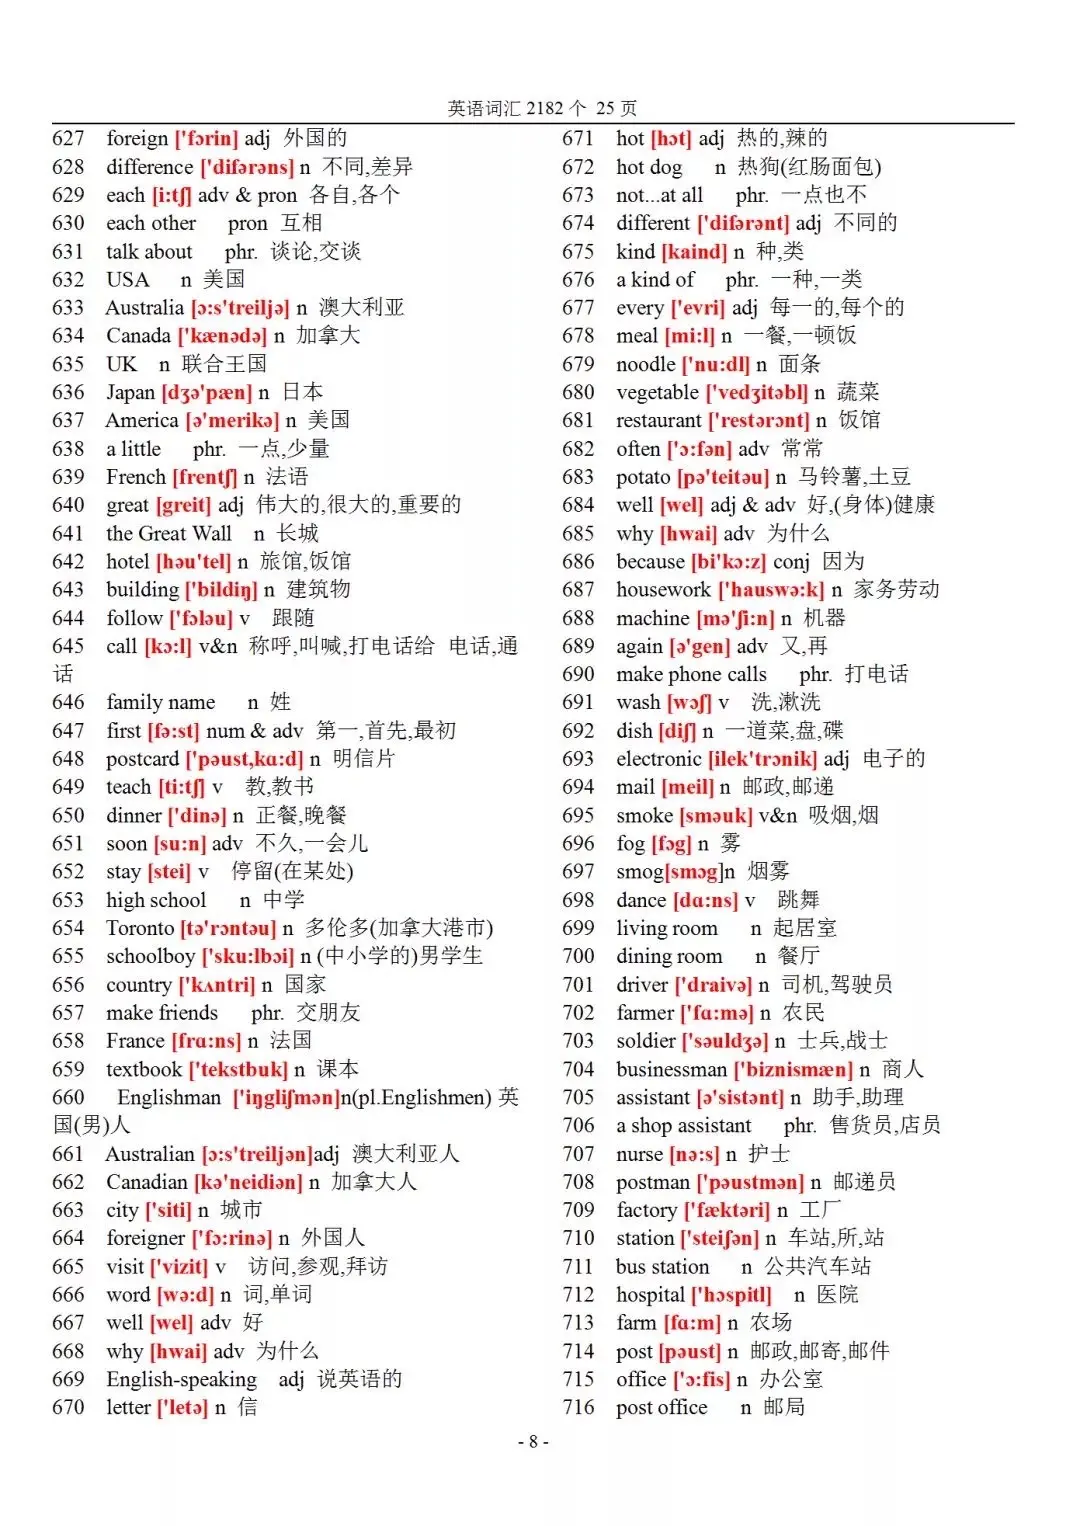 英语词汇 2182 个 25 页
627 foreign ['fɔrin] adj 外国的
628 difference ['difərəns] n 不同,差异
629 each [i:tʃ] adv & pron 各自,各个
630 each other pron 互相
631 talk about phr. 谈论,交谈
632 USA n 美国
633 Australia [ɔ:s'treiljə] n 澳大利亚
634 Canada ['kænədə] n 加拿大
635 UK n 联合王国
636 Japan [dʒə'pæn] n 日本
637 America [ə'merikə] n 美国
638 a little phr. 一点,少量
639 French [frentʃ] n 法语
640 great [greit] adj 伟大的,很大的,重要的
641 the Great Wall n 长城
642 hotel [həu'tel] n 旅馆,饭馆
643 building ['bildiŋ] n 建筑物
644 follow ['fɔləu] v 跟随
645 call [kɔ:l] v&n 称呼,叫喊,打电话给 电话,通
话
646 family name n 姓
647 first [fə:st] num & adv 第一,首先,最初
648 postcard ['pəust,kɑ:d] n 明信片
649 teach [ti:tʃ] v 教,教书
650 dinner ['dinə] n 正餐,晚餐
651 soon [su:n] adv 不久,一会儿
652 stay [stei] v 停留(在某处)
653 high school n 中学
654 Toronto [tə'rɔntəu] n 多伦多(加拿大港市)
655 schoolboy ['sku:lbɔi] n (中小学的)男学生
656 country ['kʌntri] n 国家
657 make friends phr. 交朋友
658 France [frɑ:ns] n 法国
659 textbook ['tekstbuk] n 课本
660 Englishman ['iŋgliʃmən]n(pl.Englishmen) 英
国(男)人
661 Australian [ɔ:s'treiljən]adj 澳大利亚人
662 Canadian [kə'neidiən] n 加拿大人
663 city ['siti] n 城市
664 foreigner ['fɔ:rinə] n 外国人
665 visit ['vizit] v 访问,参观,拜访
666 word [wə:d] n 词,单词
667 well [wel] adv 好
668 why [hwai] adv 为什么
669 English-speaking adj 说英语的
670 letter ['letə] n 信
671 hot [hɔt] adj 热的,辣的
672 hot dog n 热狗(红肠面包)
673 not...at all phr. 一点也不
674 different ['difərənt] adj 不同的
675 kind [kaind] n 种,类
676 a kind of phr. 一种,一类
677 every ['evri] adj 每一的,每个的
678 meal [mi:l] n 一餐,一顿饭
679 noodle ['nu:dl] n 面条
680 vegetable ['vedʒitəbl] n 蔬菜
681 restaurant ['restərənt] n 饭馆
682 often ['ɔ:fən] adv 常常
683 potato [pə'teitəu] n 马铃薯,土豆
684 well [wel] adj & adv 好,(身体)健康
685 why [hwai] adv 为什么
686 because [bi'kɔ:z] conj 因为
687 housework ['hauswə:k] n 家务劳动
688 machine [mə'ʃi:n] n 机器
689 again [ə'gen] adv 又,再
690 make phone calls phr. 打电话
691 wash [wɔʃ] v 洗,漱洗
692 dish [diʃ] n 一道菜,盘,碟
693 electronic [ilek'trɔnik] adj 电子的
694 mail [meil] n 邮政,邮递
695 smoke [sməuk] v&n 吸烟,烟
696 fog [fɔg] n 雾
697 smog[smɔg]n 烟雾
698 dance [dɑ:ns] v 跳舞
699 living room n 起居室
700 dining room n 餐厅
701 driver ['draivə] n 司机,驾驶员
702 farmer ['fɑ:mə] n 农民
703 soldier ['səuldʒə] n 士兵,战士
704 businessman ['biznismæn] n 商人
705 assistant [ə'sistənt] n 助手,助理
706 a shop assistant phr. 售货员,店员
707 nurse [nə:s] n 护士
708 postman ['pəustmən] n 邮递员
709 factory ['fæktəri] n 工厂
710 station ['steiʃən] n 车站,所,站
711 bus station n 公共汽车站
712 hospital ['hɔspitl] n 医院
713 farm [fɑ:m] n 农场
714 post [pəust] n 邮政,邮寄,邮件
715 office ['ɔ:fis] n 办公室
716 post office n 邮局
- 8 -